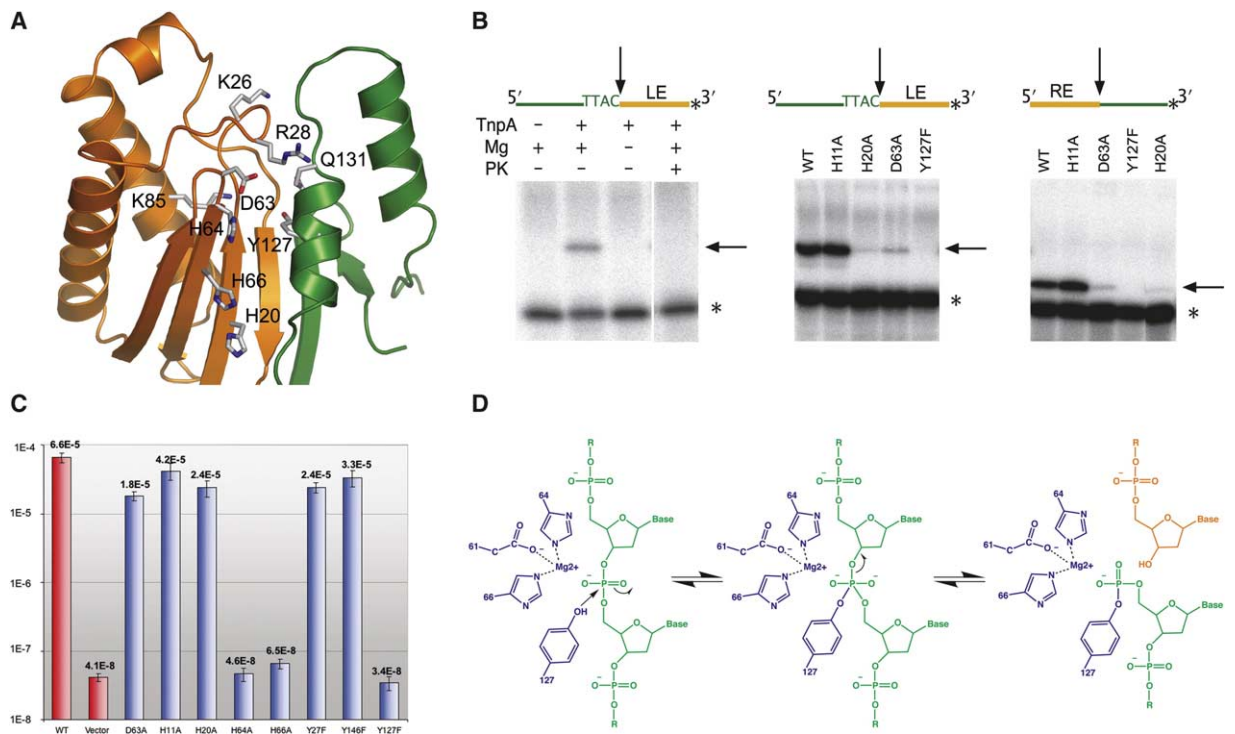 A
K26
R28
Q131
K85
D63
H64
Y127
H66
H20
B
5′ TTAC LE *3′
TnpA – + + +
Mg + + – +
PK – – – +
*
5′ TTAC LE *3′
WT H11A H20A D63A Y127F
*
5′ RE *3′
WT H11A D63A Y127F H20A
*
C
1E-4
1E-5
1E-6
1E-7
1E-8
6.6E-5
4.1E-8
1.8E-5
4.2E-5
2.4E-5
4.6E-8
6.5E-8
2.4E-5
3.3E-5
3.4E-8
WT Vector D63A H11A H20A H64A H66A Y27F Y146F Y127F
D
R
O
⁻O–P=O
O
O
Base
64
N
N
61
O
O⁻
Mg2+
66
N
N
O
⁻O–P=O
OH
O
127
O
Base
O
⁻O–P=O
O
R
R
O
⁻O–P=O
O
O
Base
64
N
N
61
O
O⁻
Mg2+
66
N
N
O
⁻O–P–O⁻
O
O
127
O
Base
O
⁻O–P=O
O
R
R
O
⁻O–P=O
O
O
Base
HO
64
N
N
61
O
O⁻
Mg2+
66
N
N
O⁻
O=P–O
O
127
O
Base
O
⁻O–P=O
O
R